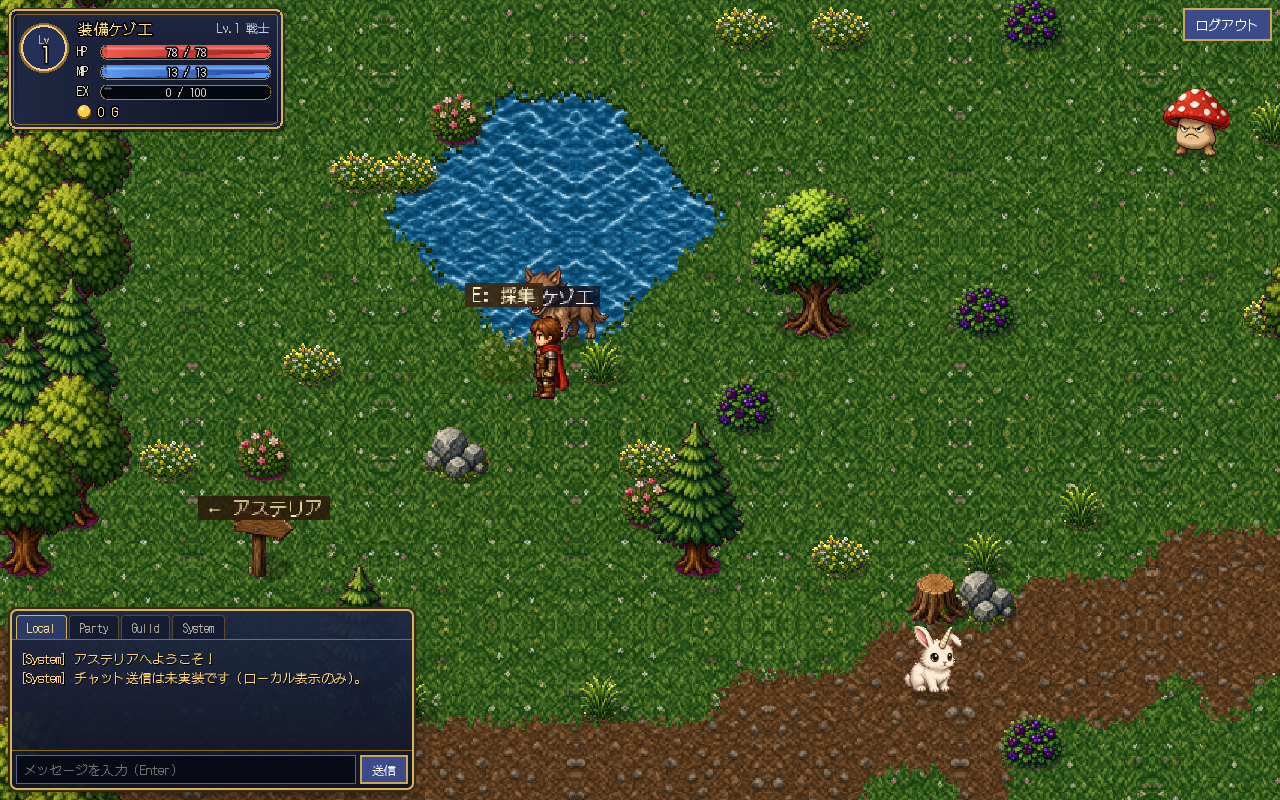 Lv
1
装備ケゾエ
Lv.1 戦士
HP 78 / 78
MP 13 / 13
EX 0 / 100
0 G
ログアウト
E: 採集
ケゾエ
← アステリア
Local Party Guild System
[System] アステリアへようこそ！
[System] チャット送信は未実装です（ローカル表示のみ）。
メッセージを入力 (Enter)
送信